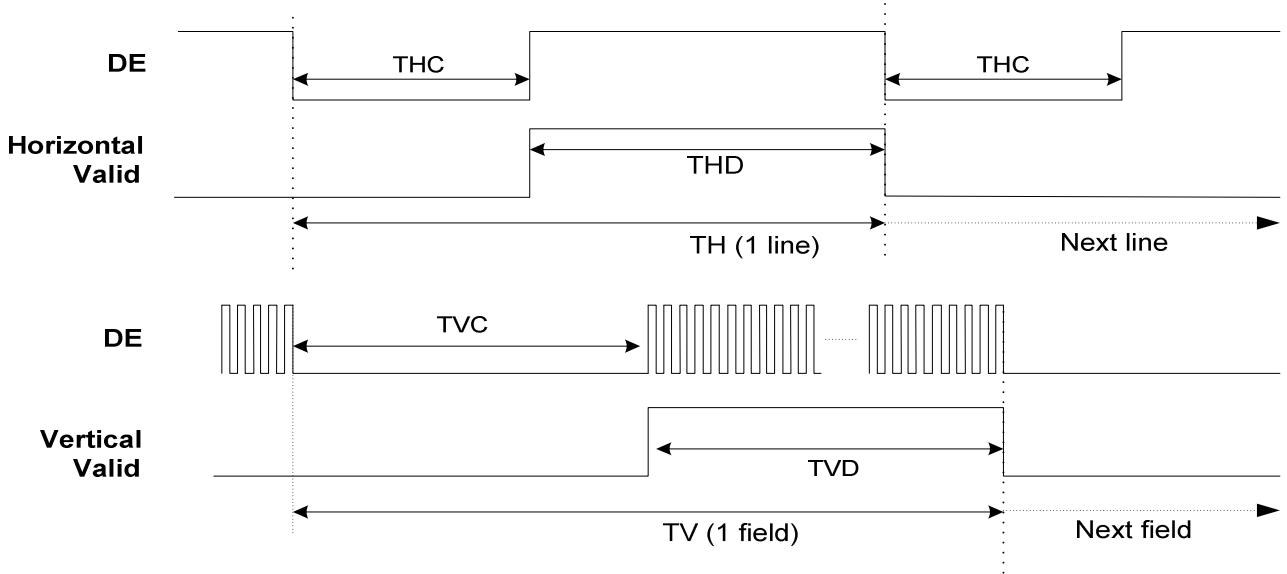 DE
THC
THC
Horizontal
Valid
THD
TH (1 line)
Next line
DE
TVC
Vertical
Valid
TVD
TV (1 field)
Next field